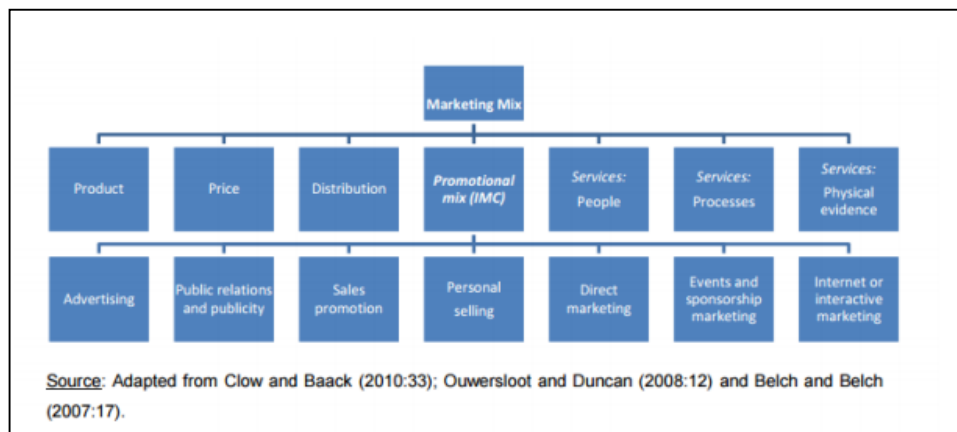 Marketing Mix
Product
Price
Distribution
Promotional
mix (IMC)
Services:
People
Services:
Processes
Services:
Physical
evidence
Advertising
Public relations
and publicity
Sales
promotion
Personal
selling
Direct
marketing
Events and
sponsorship
marketing
Internet or
interactive
marketing
Source: Adapted from Clow and Baack (2010:33); Ouwersloot and Duncan (2008:12) and Belch and Belch
(2007:17).